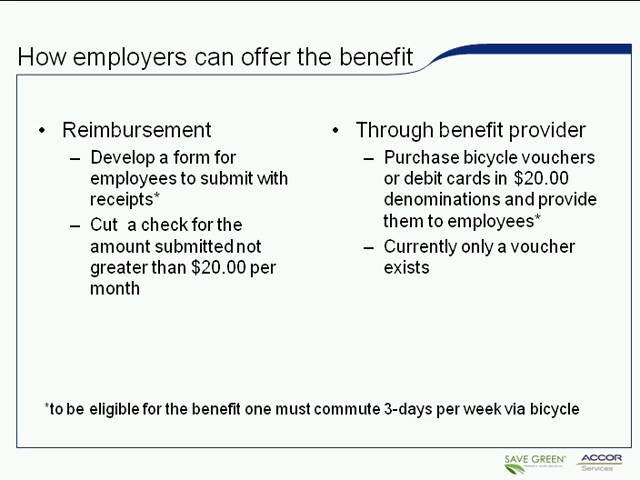 How employers can offer the benefit
• Reimbursement
– Develop a form for
employees to submit with
receipts*
– Cut a check for the
amount submitted not
greater than $20.00 per
month
• Through benefit provider
– Purchase bicycle vouchers
or debit cards in $20.00
denominations and provide
them to employees*
– Currently only a voucher
exists
*to be eligible for the benefit one must commute 3-days per week via bicycle
SAVE GREEN
ACCOR
Services